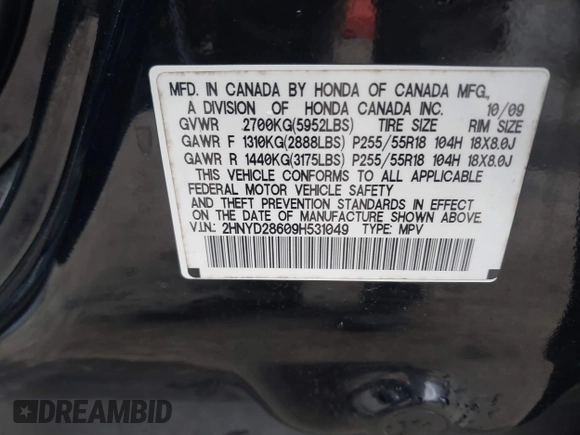 MFD. IN CANADA BY HONDA OF CANADA MFG.,
A DIVISION OF HONDA CANADA INC. 10/09
GVWR 2700KG(5952LBS) TIRE SIZE RIM SIZE
GAWR F 1310KG(2888LBS) P255/55R18 104H 18X8.0J
GAWR R 1440KG(3175LBS) P255/55R18 104H 18X8.0J
THIS VEHICLE CONFORMS TO ALL APPLICABLE
FEDERAL MOTOR VEHICLE SAFETY
AND THEFT PREVENTION STANDARDS IN EFFECT
ON THE DATE OF MANUFACTURE SHOWN ABOVE.
V.I.N.: 2HNYD28609H531049 TYPE: MPV
DREAMBID